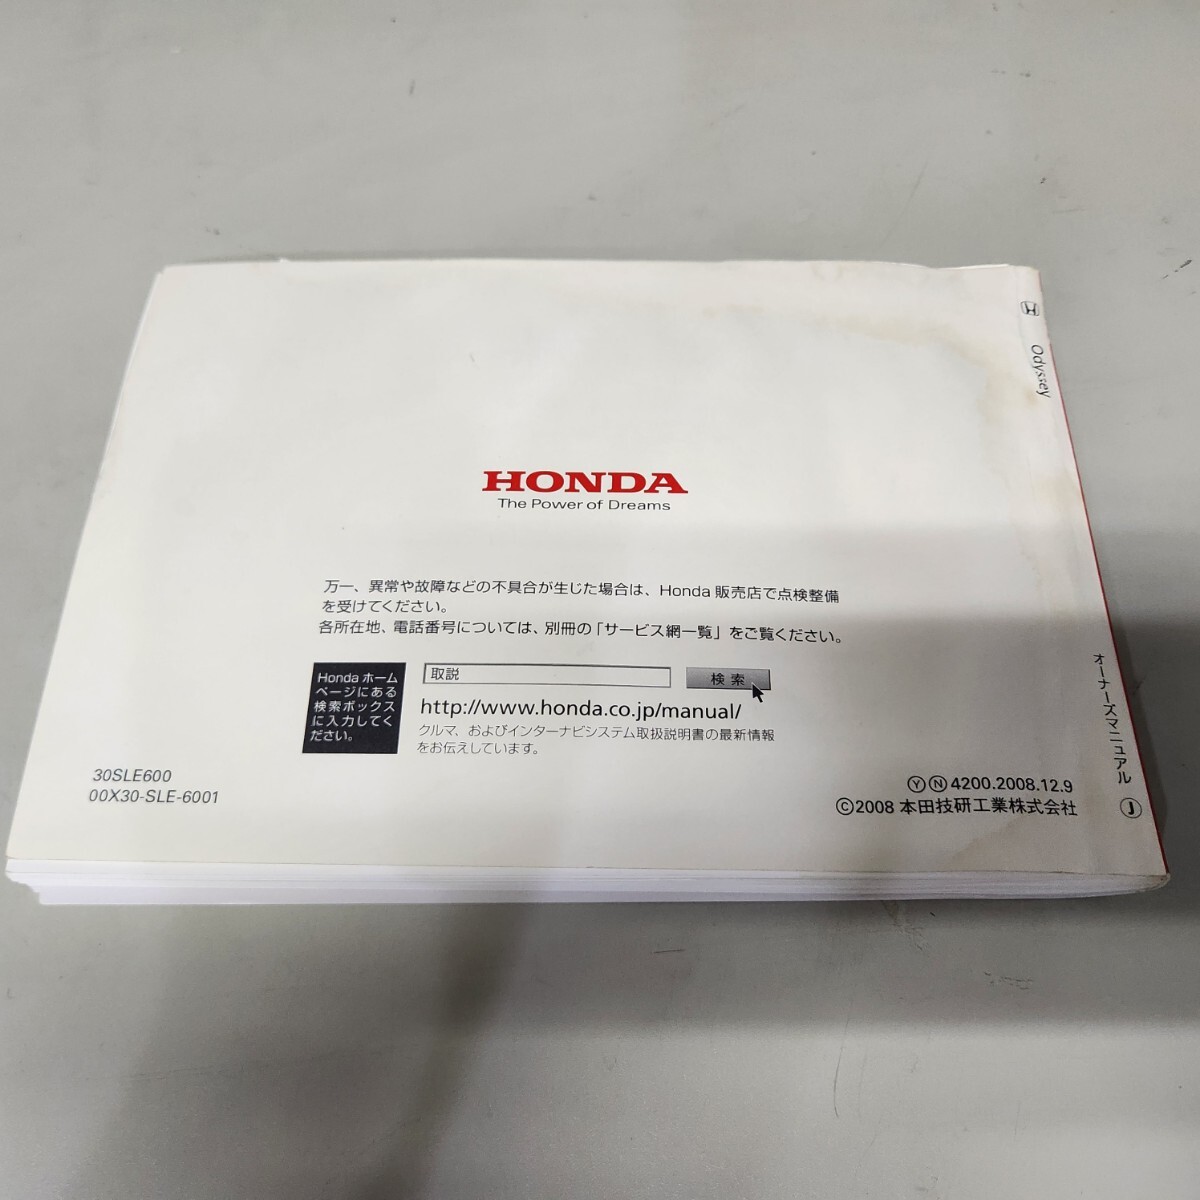 HONDA
The Power of Dreams
万一、異常や故障などの不具合が生じた場合は、Honda 販売店で点検整備
を受けてください。
各所在地、電話番号については、別冊の「サービス網一覧」をご覧ください。
Honda ホーム
ページにある
検索ボックス
に入力してく
ださい。
取説
検索
http://www.honda.co.jp/manual/
クルマ、およびインターナビシステム取扱説明書の最新情報
をお伝えしています。
30SLE600
00X30-SLE-6001
Ⓨ Ⓝ 4200.2008.12.9
©2008 本田技研工業株式会社
Odyssey
オーナーズマニュアル Ⓙ